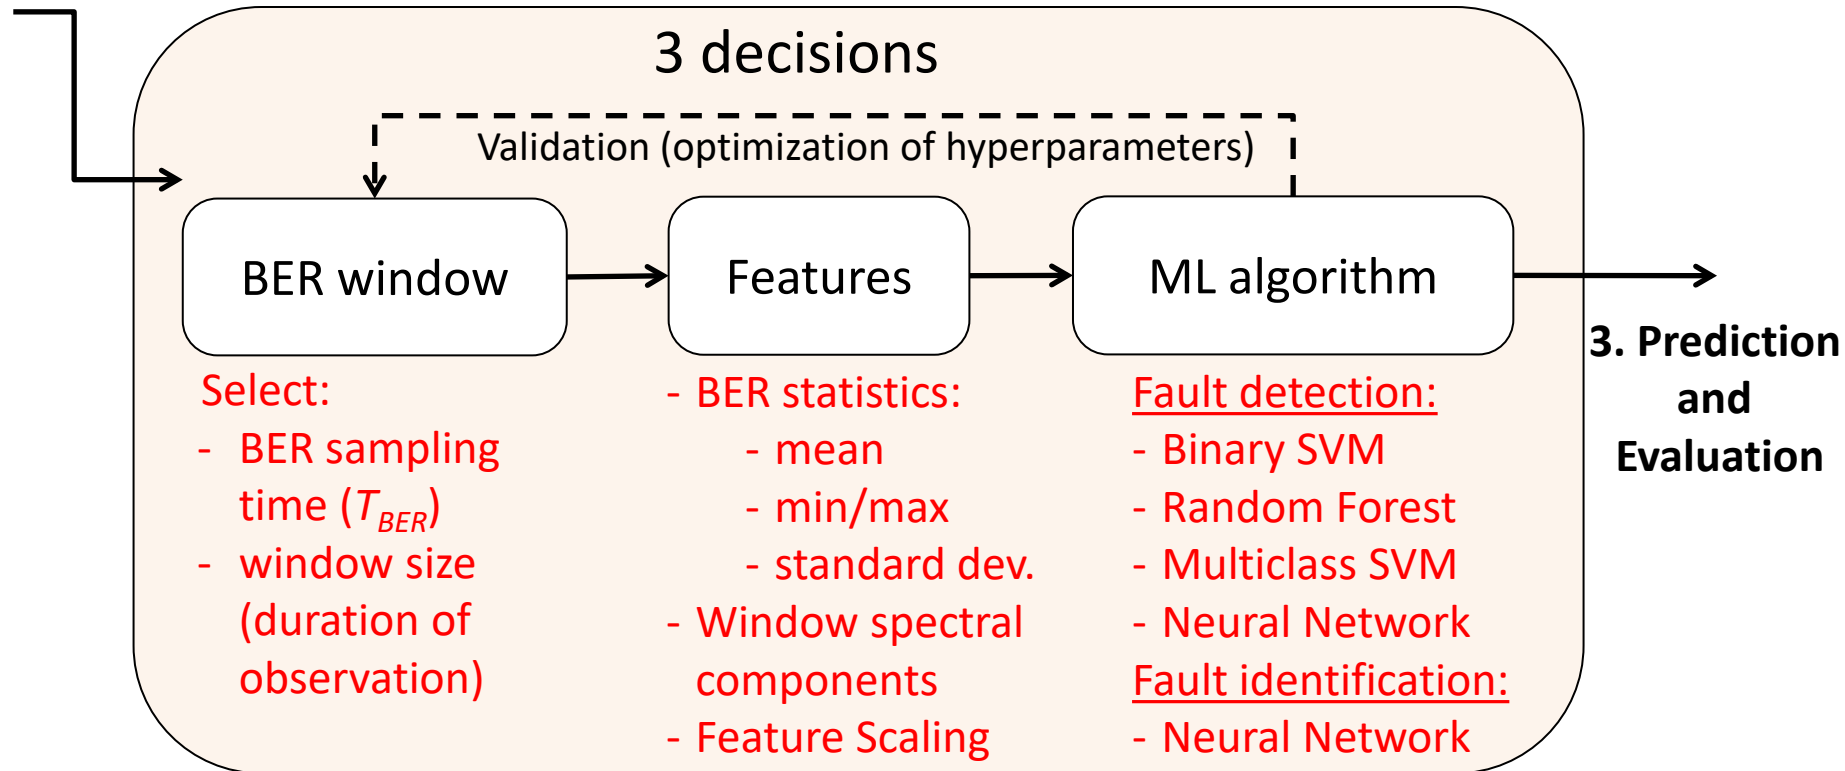 3 decisions
Validation (optimization of hyperparameters)
BER window
Features
ML algorithm
3. Prediction
and
Evaluation
Select:
- BER sampling
time (T_BER)
- window size
(duration of
observation)
- BER statistics:
- mean
- min/max
- standard dev.
- Window spectral
components
- Feature Scaling
Fault detection:
- Binary SVM
- Random Forest
- Multiclass SVM
- Neural Network
Fault identification:
- Neural Network